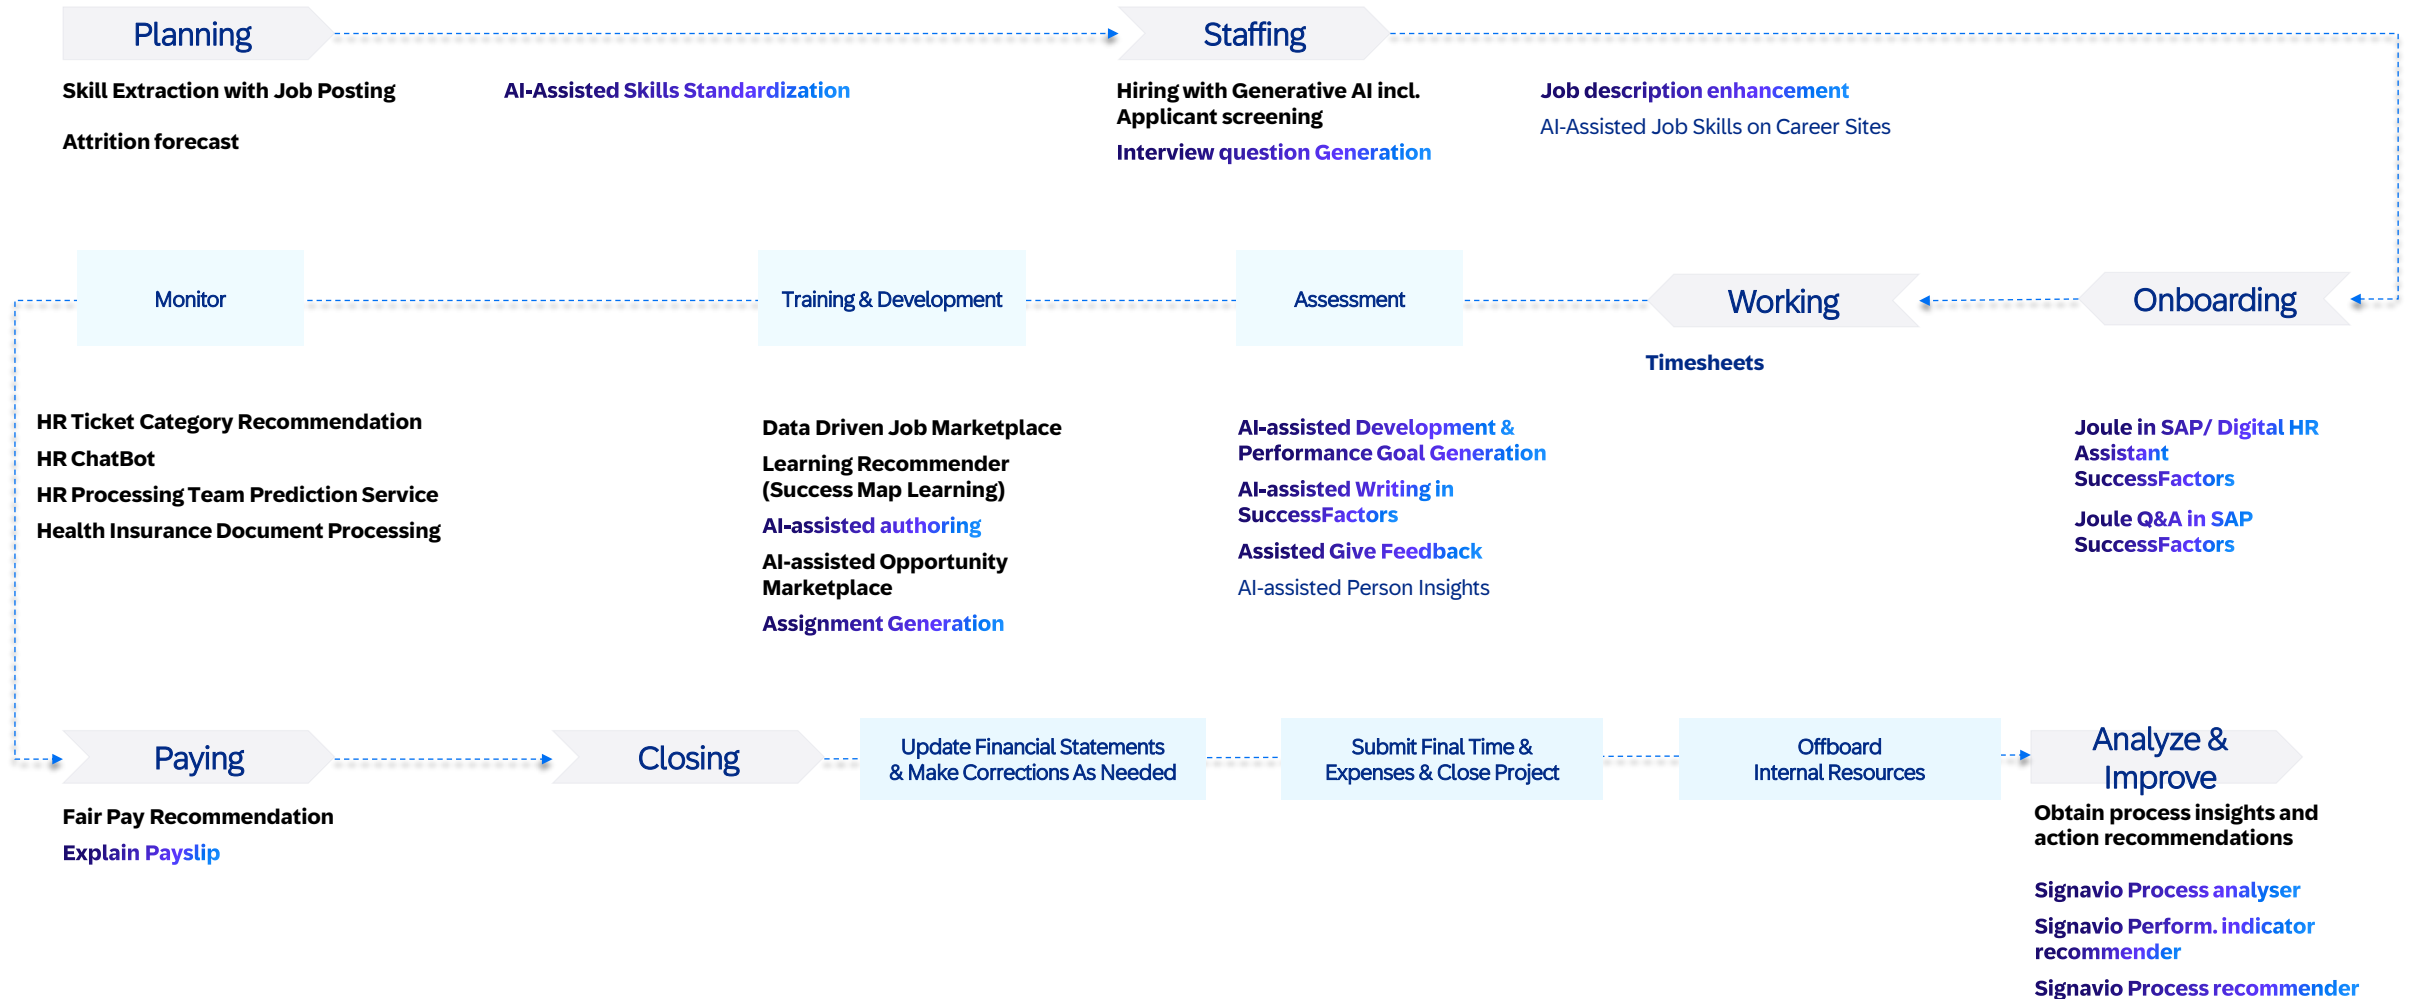 Planning
Staffing
Skill Extraction with Job Posting
Attrition forecast
AI-Assisted Skills Standardization
Hiring with Generative AI incl.
Applicant screening
Interview question Generation
Job description enhancement
AI-Assisted Job Skills on Career Sites
Monitor
Training & Development
Assessment
Working
Onboarding
Timesheets
HR Ticket Category Recommendation
HR ChatBot
HR Processing Team Prediction Service
Health Insurance Document Processing
Data Driven Job Marketplace
Learning Recommender
(Success Map Learning)
AI-assisted authoring
AI-assisted Opportunity
Marketplace
Assignment Generation
AI-assisted Development &
Performance Goal Generation
AI-assisted Writing in
SuccessFactors
Assisted Give Feedback
AI-assisted Person Insights
Joule in SAP/ Digital HR
Assistant
SuccessFactors
Joule Q&A in SAP
SuccessFactors
Paying
Closing
Update Financial Statements
& Make Corrections As Needed
Submit Final Time &
Expenses & Close Project
Offboard
Internal Resources
Analyze &
Improve
Fair Pay Recommendation
Explain Payslip
Obtain process insights and
action recommendations
Signavio Process analyser
Signavio Perform. indicator
recommender
Signavio Process recommender